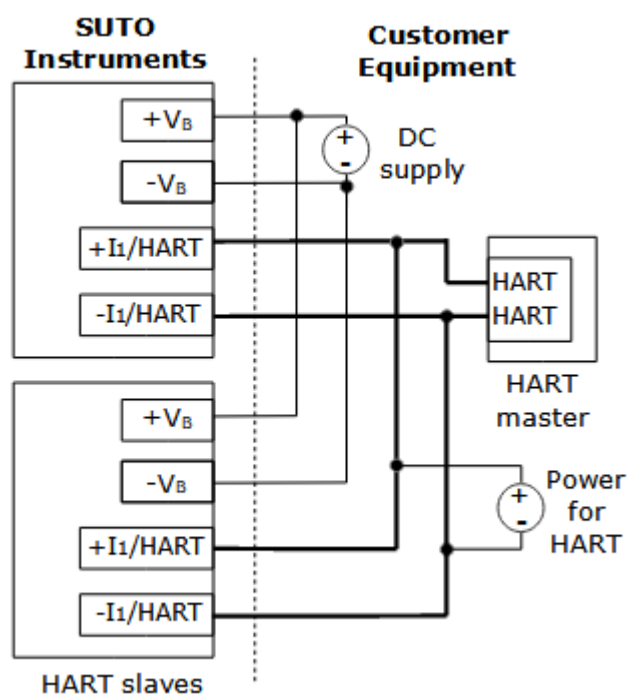 SUTO
Instruments
Customer
Equipment
+VB
-VB
+I1/HART
-I1/HART
DC
supply
+
-
HART
HART
HART
master
+VB
-VB
+I1/HART
-I1/HART
+
-
Power
for
HART
HART slaves